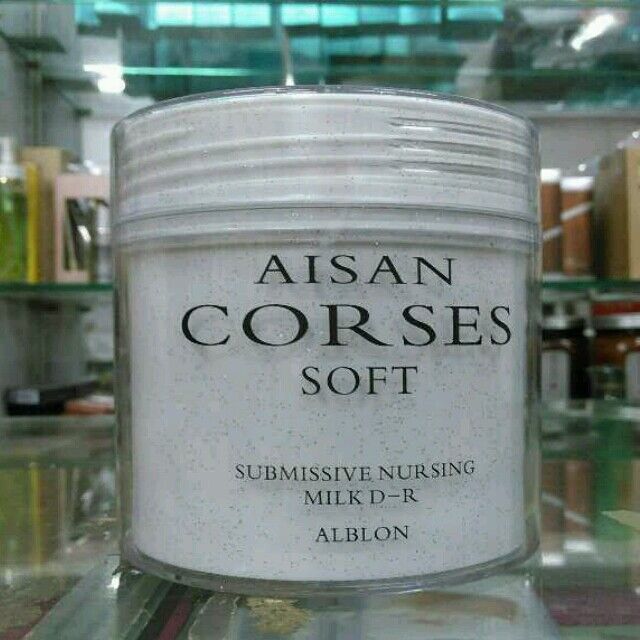 AISAN
CORSES
SOFT
SUBMISSIVE NURSING
MILK D-R
ALBLON